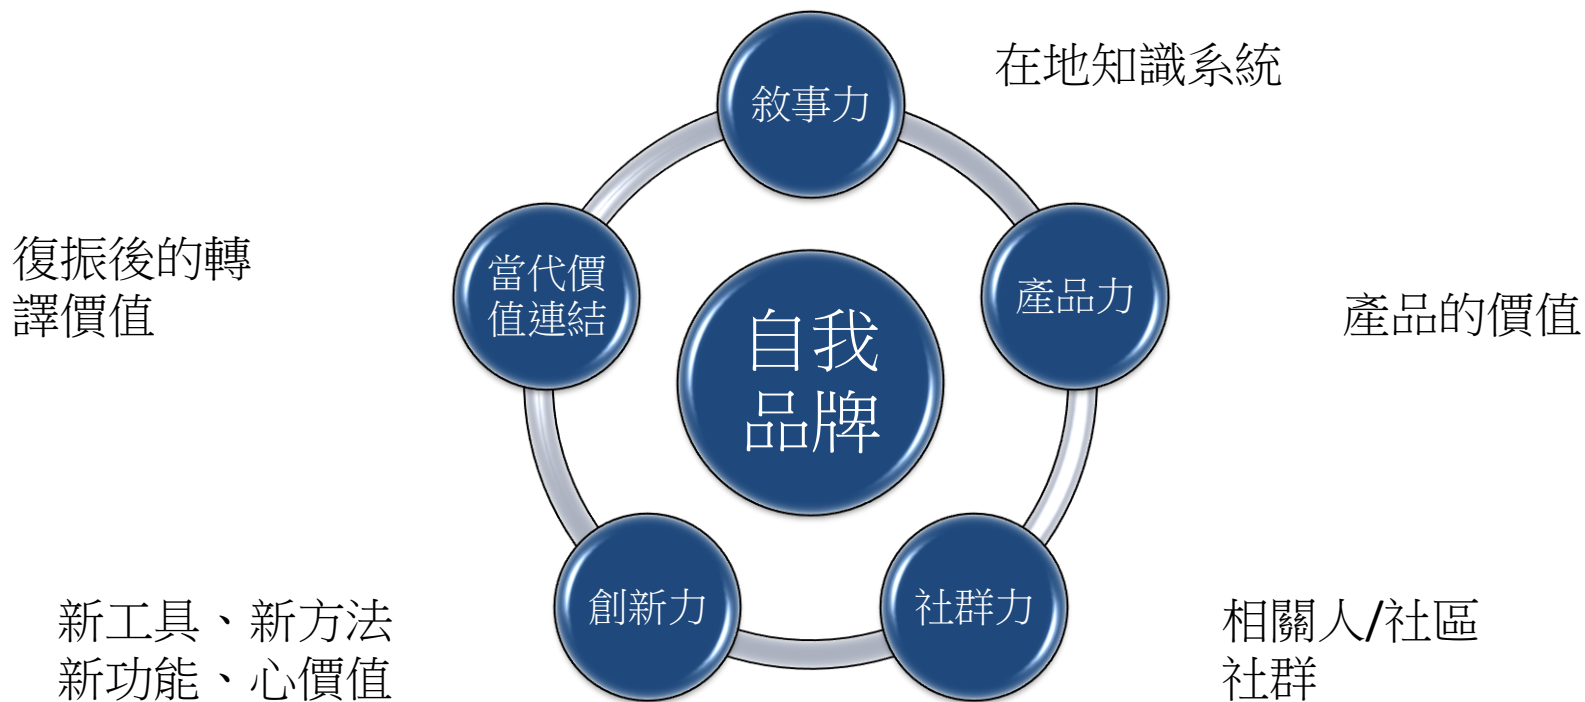 敘事力
在地知識系統
產品力
產品的價值
社群力
相關人/社區
社群
創新力
新工具、新方法
新功能、心價值
當代價
值連結
復振後的轉
譯價值
自我
品牌